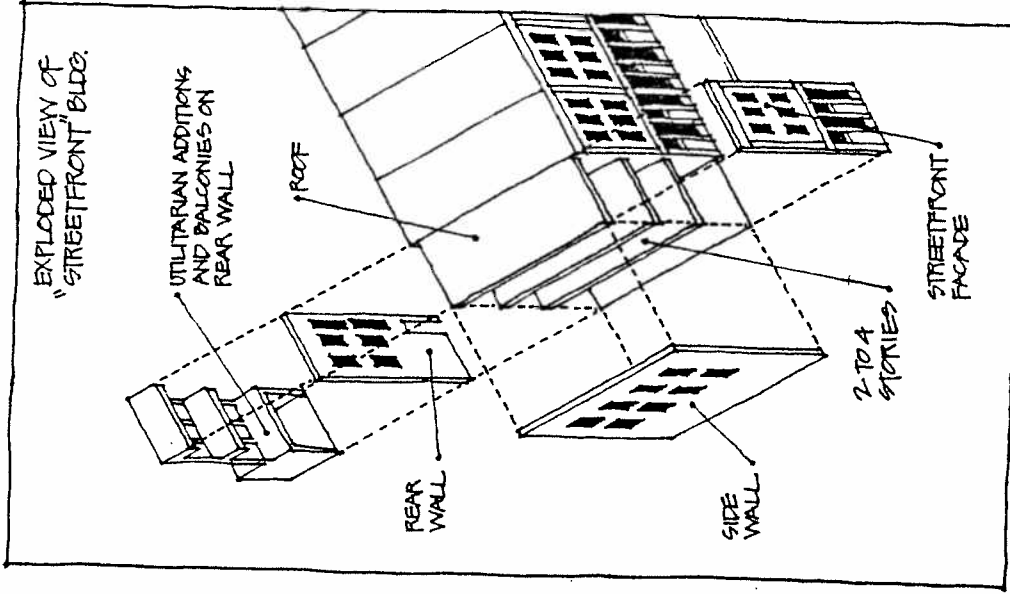 EXPLODED VIEW OF
"STREETFRONT" BLDG.
UTILITARIAN ADDITIONS
AND BALCONIES ON
REAR WALL
ROOF
REAR
WALL
SIDE
WALL
2 TO 4
STORIES
STREETFRONT
FACADE